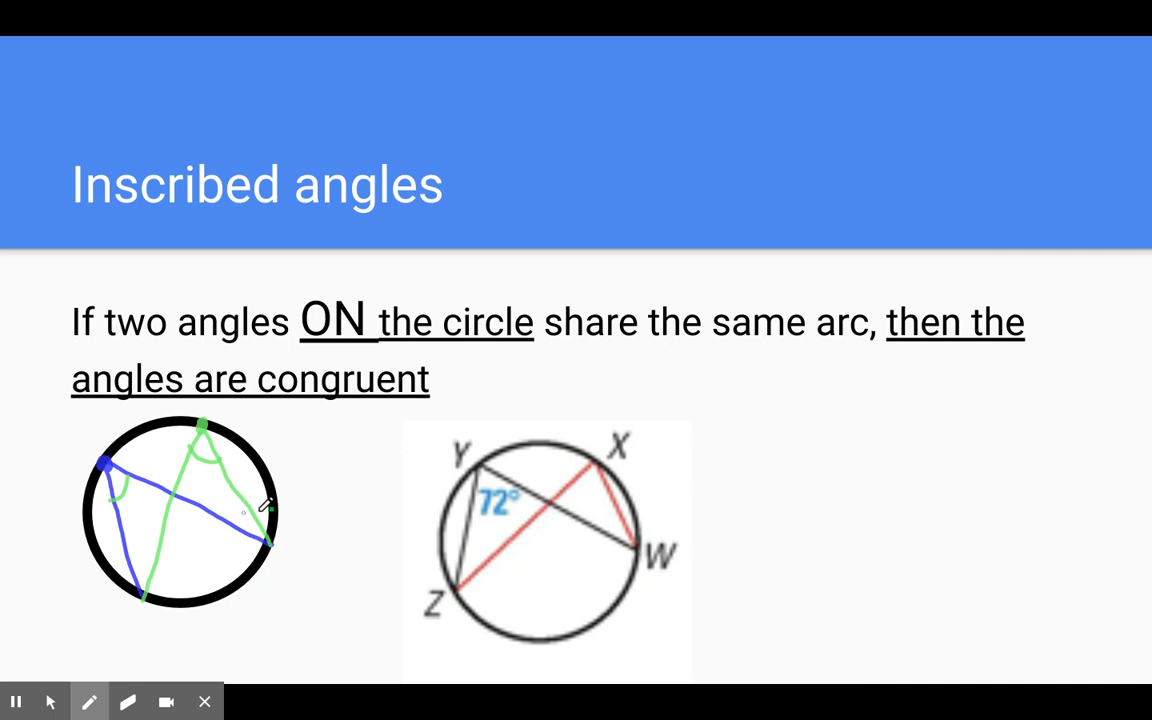 Inscribed angles
If two angles ON the circle share the same arc, then the
angles are congruent
Y
X
72°
W
Z